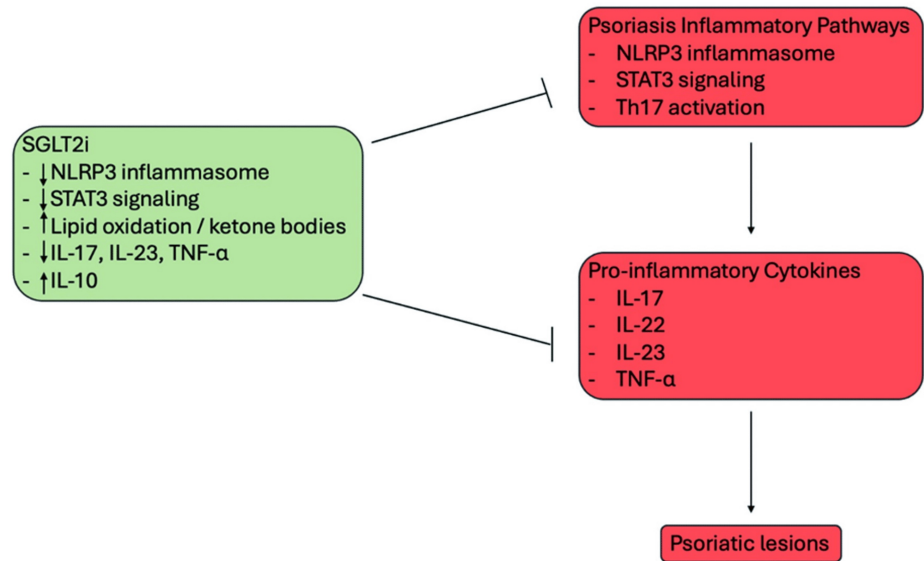 Psoriasis Inflammatory Pathways
- NLRP3 inflammasome
- STAT3 signaling
- Th17 activation
SGLT2i
- ↓NLRP3 inflammasome
- ↓STAT3 signaling
- ↑Lipid oxidation / ketone bodies
- ↓IL-17, IL-23, TNF-α
- ↑IL-10
Pro-inflammatory Cytokines
- IL-17
- IL-22
- IL-23
- TNF-α
Psoriatic lesions